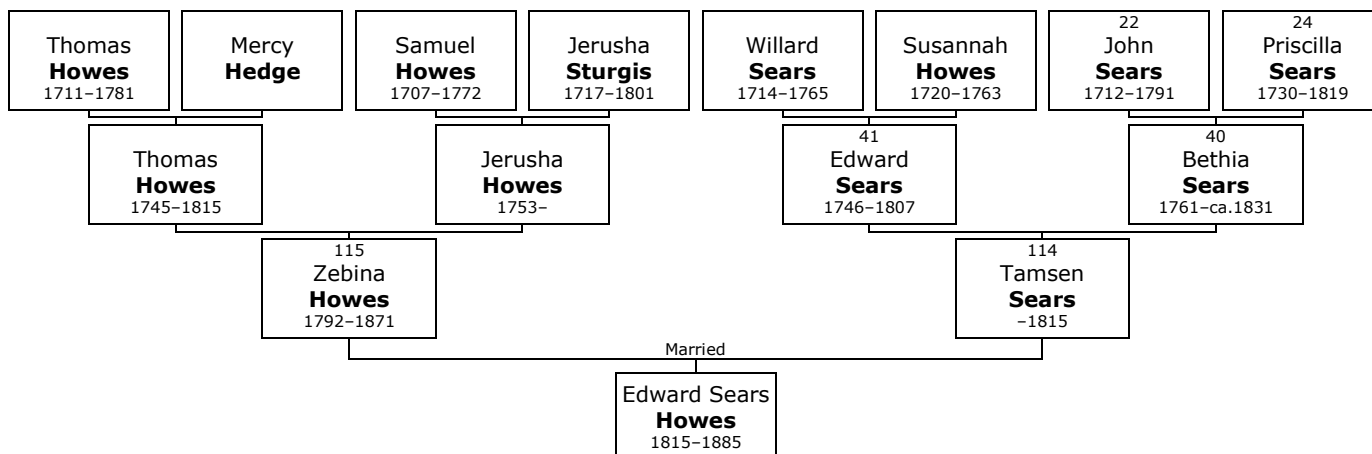 Thomas
Howes
1711–1781
Mercy
Hedge
Samuel
Howes
1707–1772
Jerusha
Sturgis
1717–1801
Willard
Sears
1714–1765
Susannah
Howes
1720–1763
22
John
Sears
1712–1791
24
Priscilla
Sears
1730–1819
Thomas
Howes
1745–1815
Jerusha
Howes
1753–
41
Edward
Sears
1746–1807
40
Bethia
Sears
1761–ca.1831
115
Zebina
Howes
1792–1871
114
Tamsen
Sears
–1815
Married
Edward Sears
Howes
1815–1885